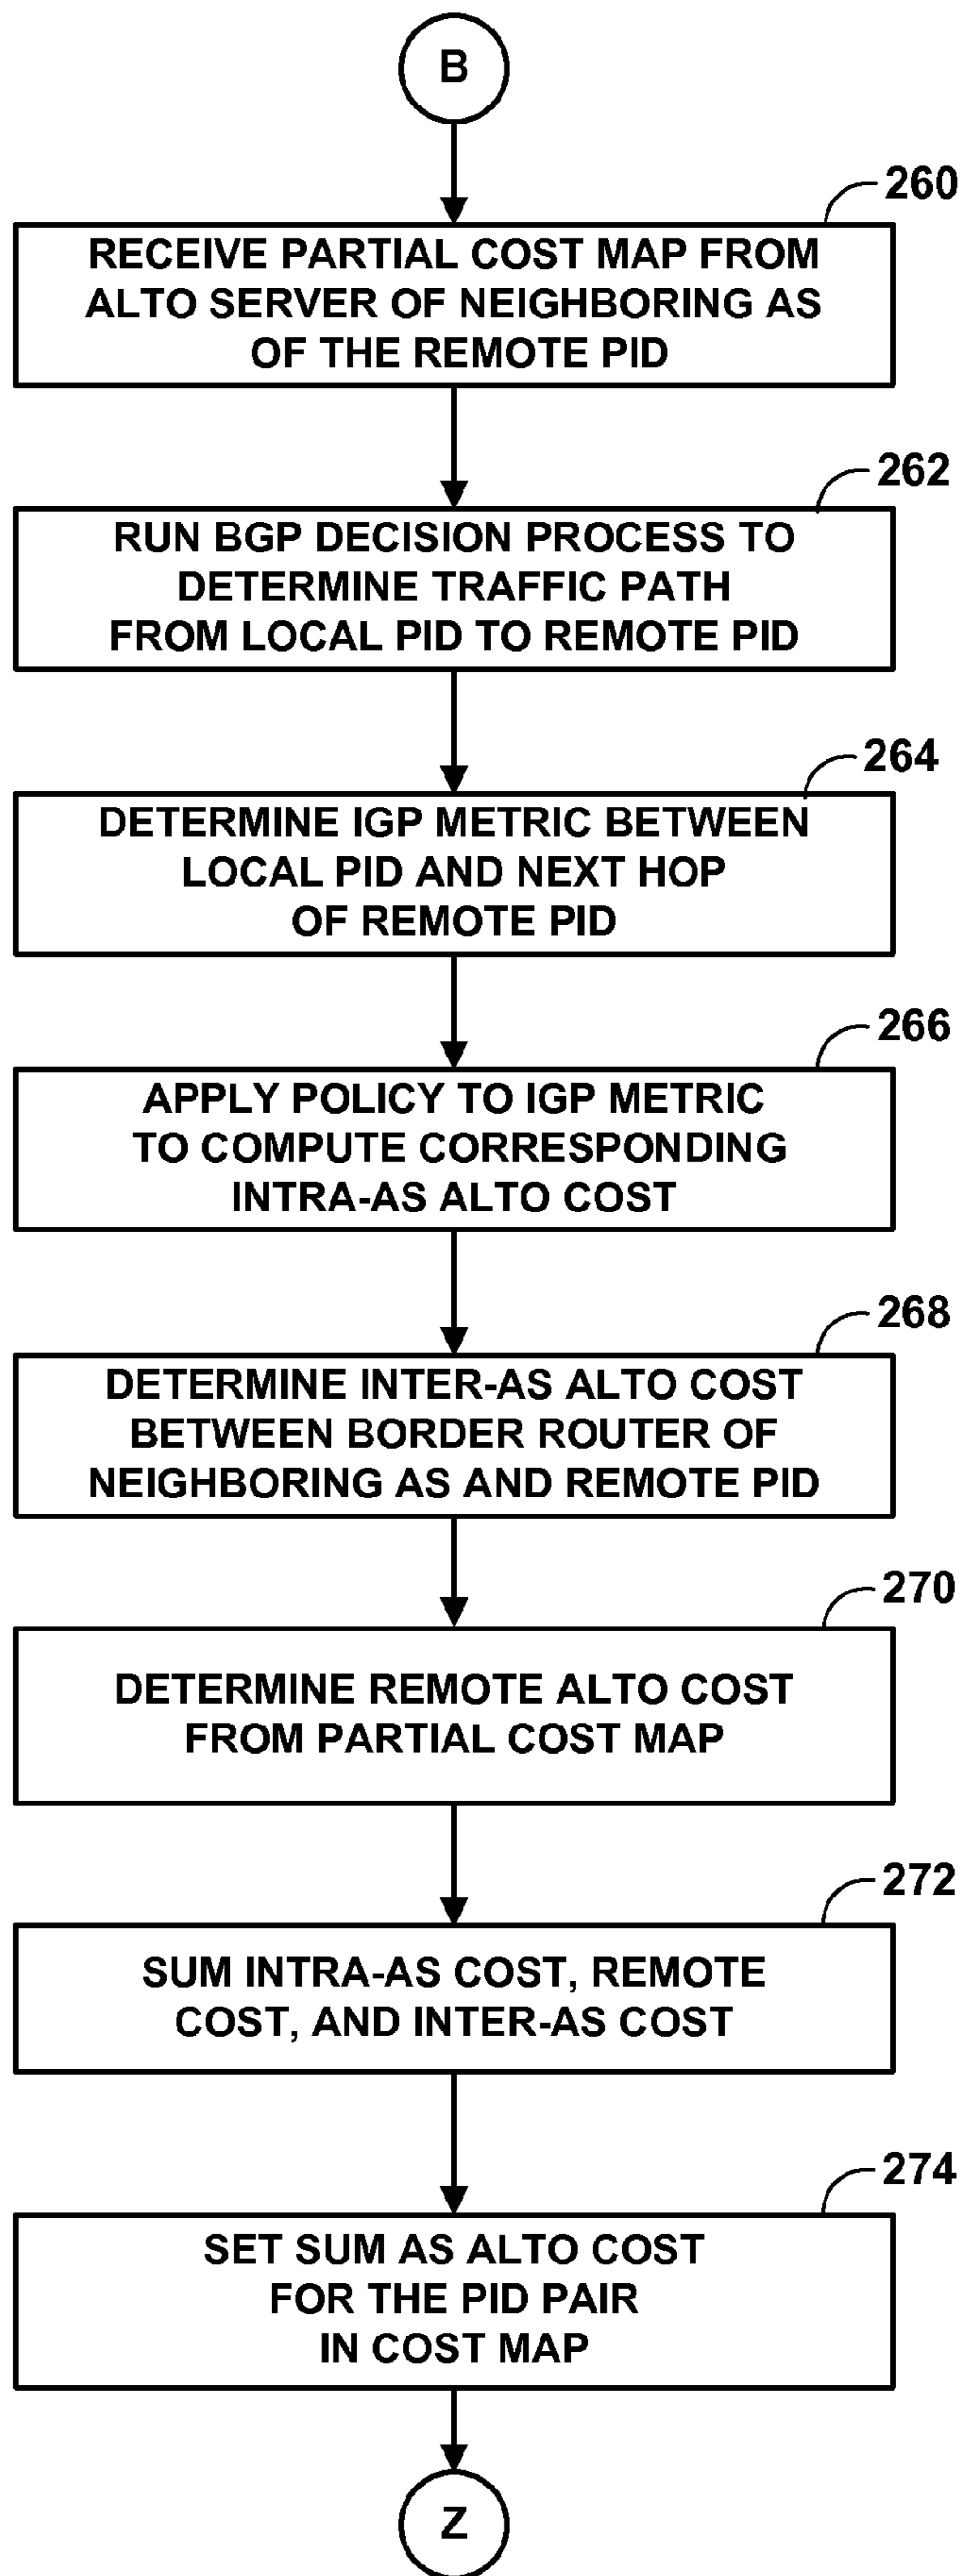 B
260
RECEIVE PARTIAL COST MAP FROM
ALTO SERVER OF NEIGHBORING AS
OF THE REMOTE PID
262
RUN BGP DECISION PROCESS TO
DETERMINE TRAFFIC PATH
FROM LOCAL PID TO REMOTE PID
264
DETERMINE IGP METRIC BETWEEN
LOCAL PID AND NEXT HOP
OF REMOTE PID
266
APPLY POLICY TO IGP METRIC
TO COMPUTE CORRESPONDING
INTRA-AS ALTO COST
268
DETERMINE INTER-AS ALTO COST
BETWEEN BORDER ROUTER OF
NEIGHBORING AS AND REMOTE PID
270
DETERMINE REMOTE ALTO COST
FROM PARTIAL COST MAP
272
SUM INTRA-AS COST, REMOTE
COST, AND INTER-AS COST
274
SET SUM AS ALTO COST
FOR THE PID PAIR
IN COST MAP
Z